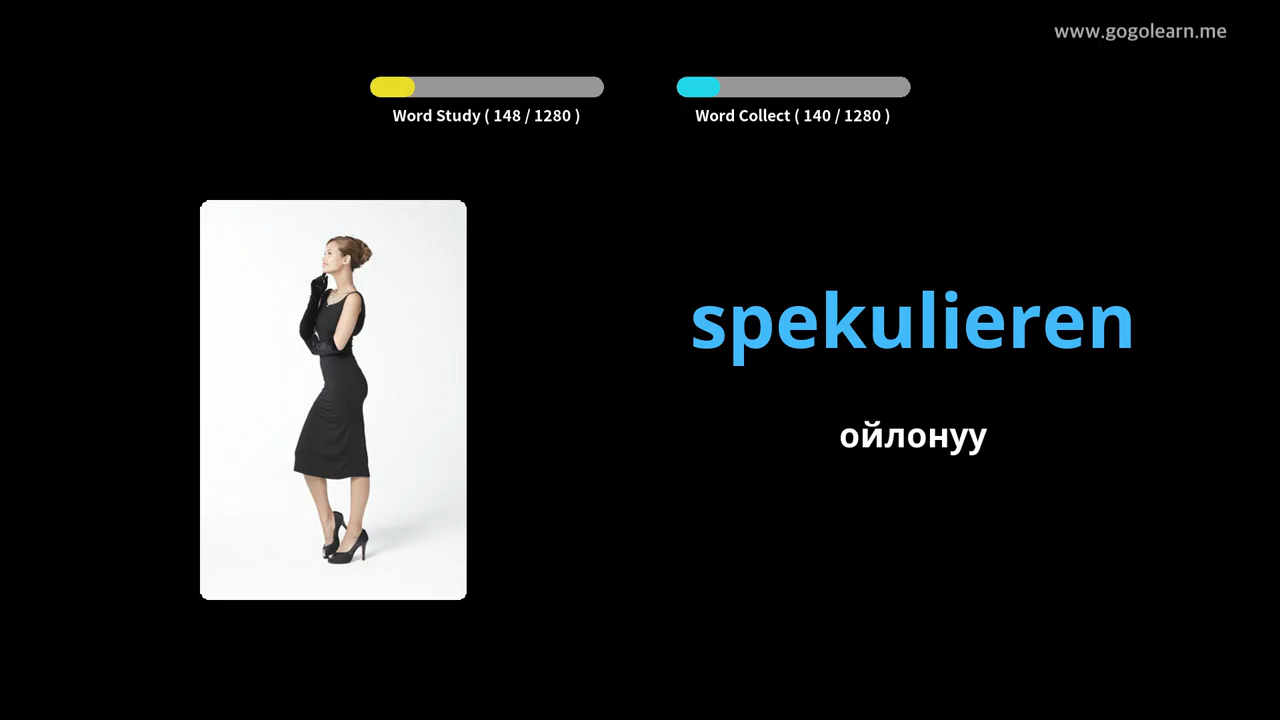 www.gogolearn.me
Word Study ( 148 / 1280 )
Word Collect ( 140 / 1280 )
spekulieren
ойлонуу